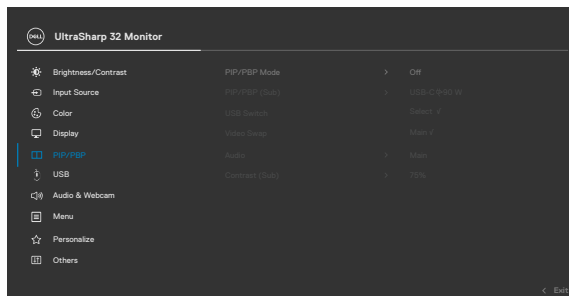 DELL UltraSharp 32 Monitor
Brightness/Contrast PIP/PBP Mode > Off
Input Source PIP/PBP (Sub) > USB-C 90 W
Color USB Switch Select √
Display Video Swap Main √
PIP/PBP Audio > Main
USB Contrast (Sub) > 75%
Audio & Webcam
Menu
Personalize
Others
< Exit